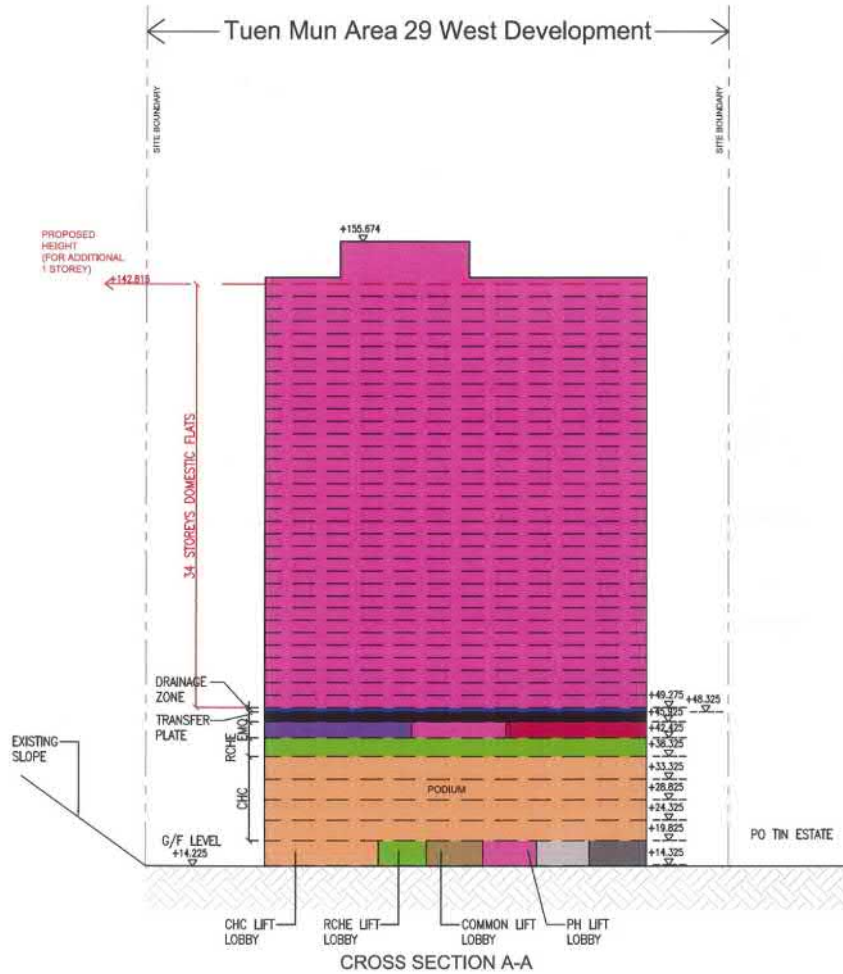 Tuen Mun Area 29 West Development
SITE BOUNDARY
SITE BOUNDARY
+155.674
PROPOSED
HEIGHT
(FOR ADDITIONAL
1 STOREY)
+142.815
34 STOREYS DOMESTIC FLATS
DRAINAGE
ZONE
+49.275
+48.325
TRANSFER
PLATE
EMO
RCHE
+38.325
EXISTING
SLOPE
CHC
PODIUM
+33.325
+28.825
+24.325
+19.825
G/F LEVEL
+14.225
+14.325
PO TIN ESTATE
CHC LIFT
LOBBY
RCHE LIFT
LOBBY
COMMON LIFT
LOBBY
PH LIFT
LOBBY
CROSS SECTION A-A